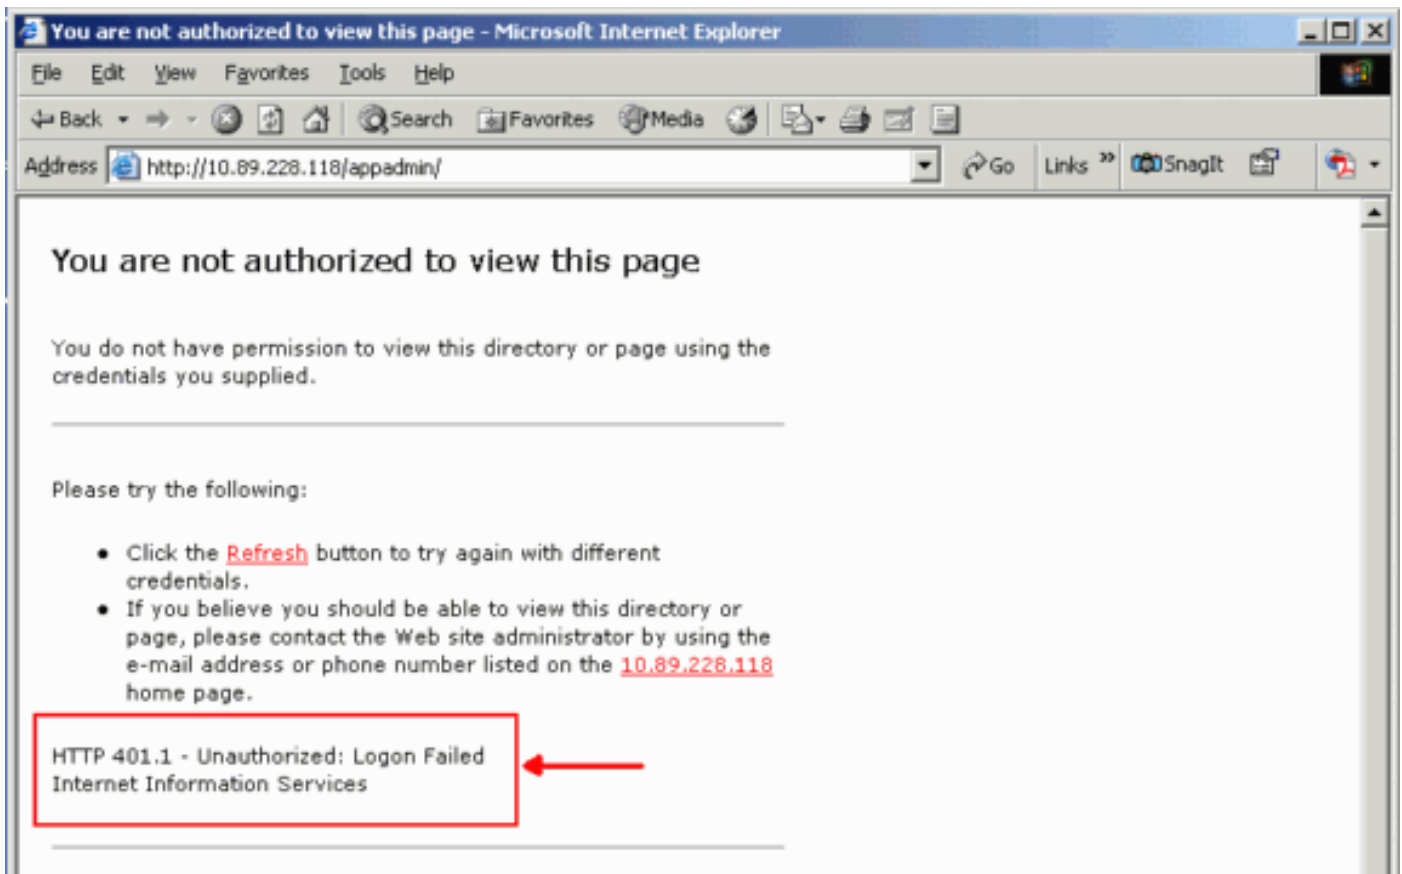 You are not authorized to view this page - Microsoft Internet Explorer
File Edit View Favorites Tools Help
Back Search Favorites Media
Address http://10.89.228.118/appadmin/ Go Links » SnagIt
You are not authorized to view this page
You do not have permission to view this directory or page using the
credentials you supplied.
Please try the following:
● Click the Refresh button to try again with different
credentials.
● If you believe you should be able to view this directory or
page, please contact the Web site administrator by using the
e-mail address or phone number listed on the 10.89.228.118
home page.
HTTP 401.1 - Unauthorized: Logon Failed
Internet Information Services